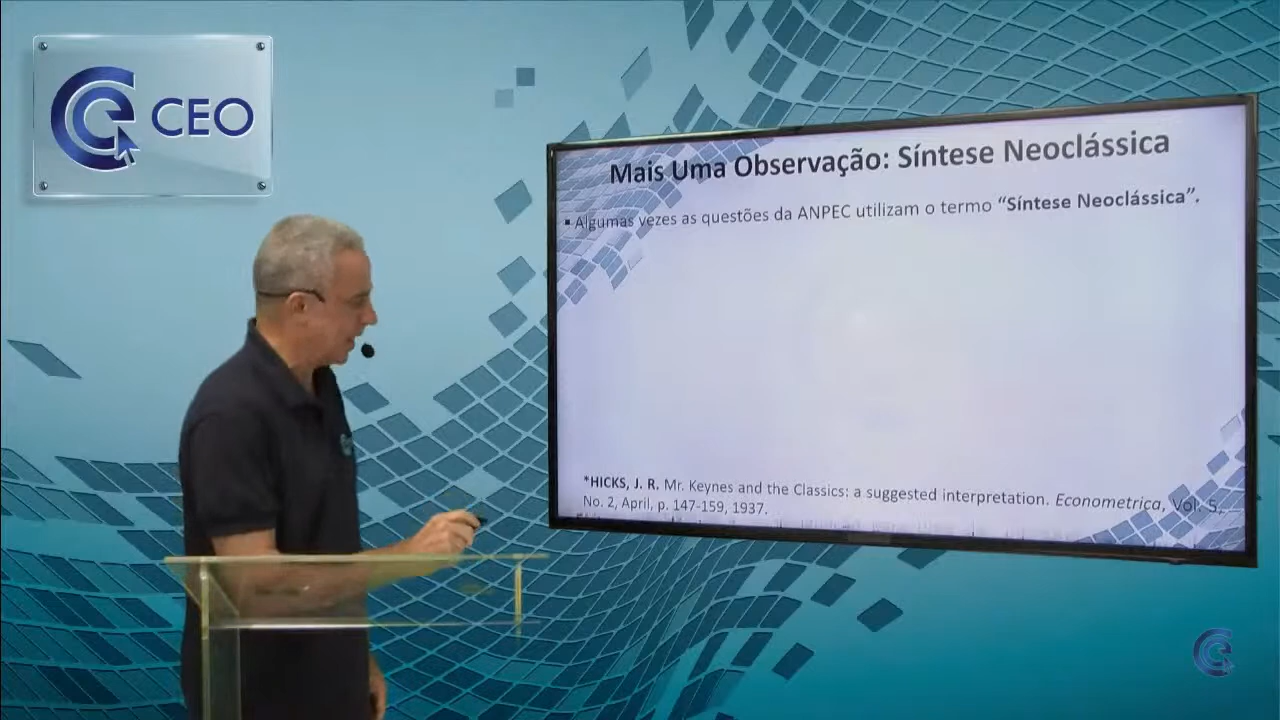 CEO
Mais Uma Observação: Síntese Neoclássica
▪ Algumas vezes as questões da ANPEC utilizam o termo “Síntese Neoclássica”.
*HICKS, J. R. Mr. Keynes and the Classics: a suggested interpretation. Econometrica, Vol. 5,
No. 2, April, p. 147-159, 1937.